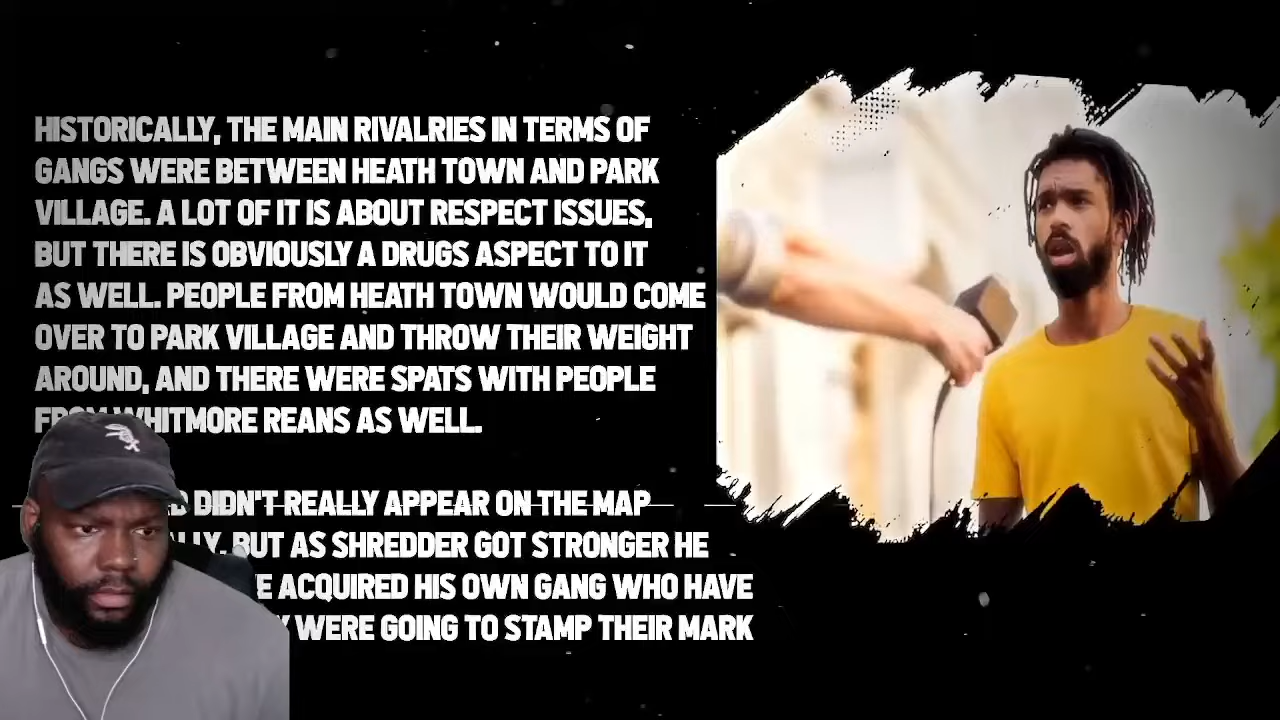 HISTORICALLY, THE MAIN RIVALRIES IN TERMS OF
GANGS WERE BETWEEN HEATH TOWN AND PARK
VILLAGE. A LOT OF IT IS ABOUT RESPECT ISSUES,
BUT THERE IS OBVIOUSLY A DRUGS ASPECT TO IT
AS WELL. PEOPLE FROM HEATH TOWN WOULD COME
OVER TO PARK VILLAGE AND THROW THEIR WEIGHT
AROUND, AND THERE WERE SPATS WITH PEOPLE
FROM WHITMORE REANS AS WELL.
DIDN'T REALLY APPEAR ON THE MAP
BUT AS SHREDDER GOT STRONGER HE
ACQUIRED HIS OWN GANG WHO HAVE
WERE GOING TO STAMP THEIR MARK